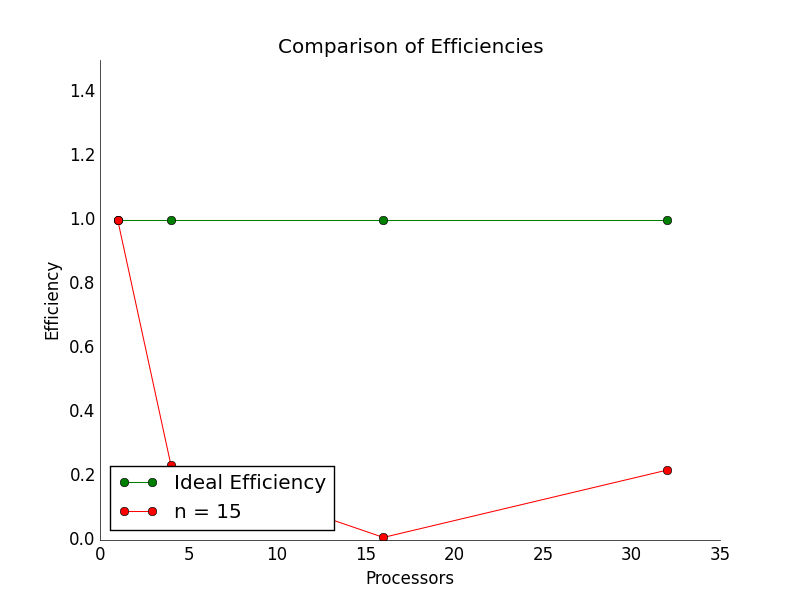 Comparison of Efficiencies
1.4
1.2
1.0
0.8
0.6
0.4
0.2
0.0
Efficiency
Ideal Efficiency
n = 15
0 5 10 15 20 25 30 35
Processors